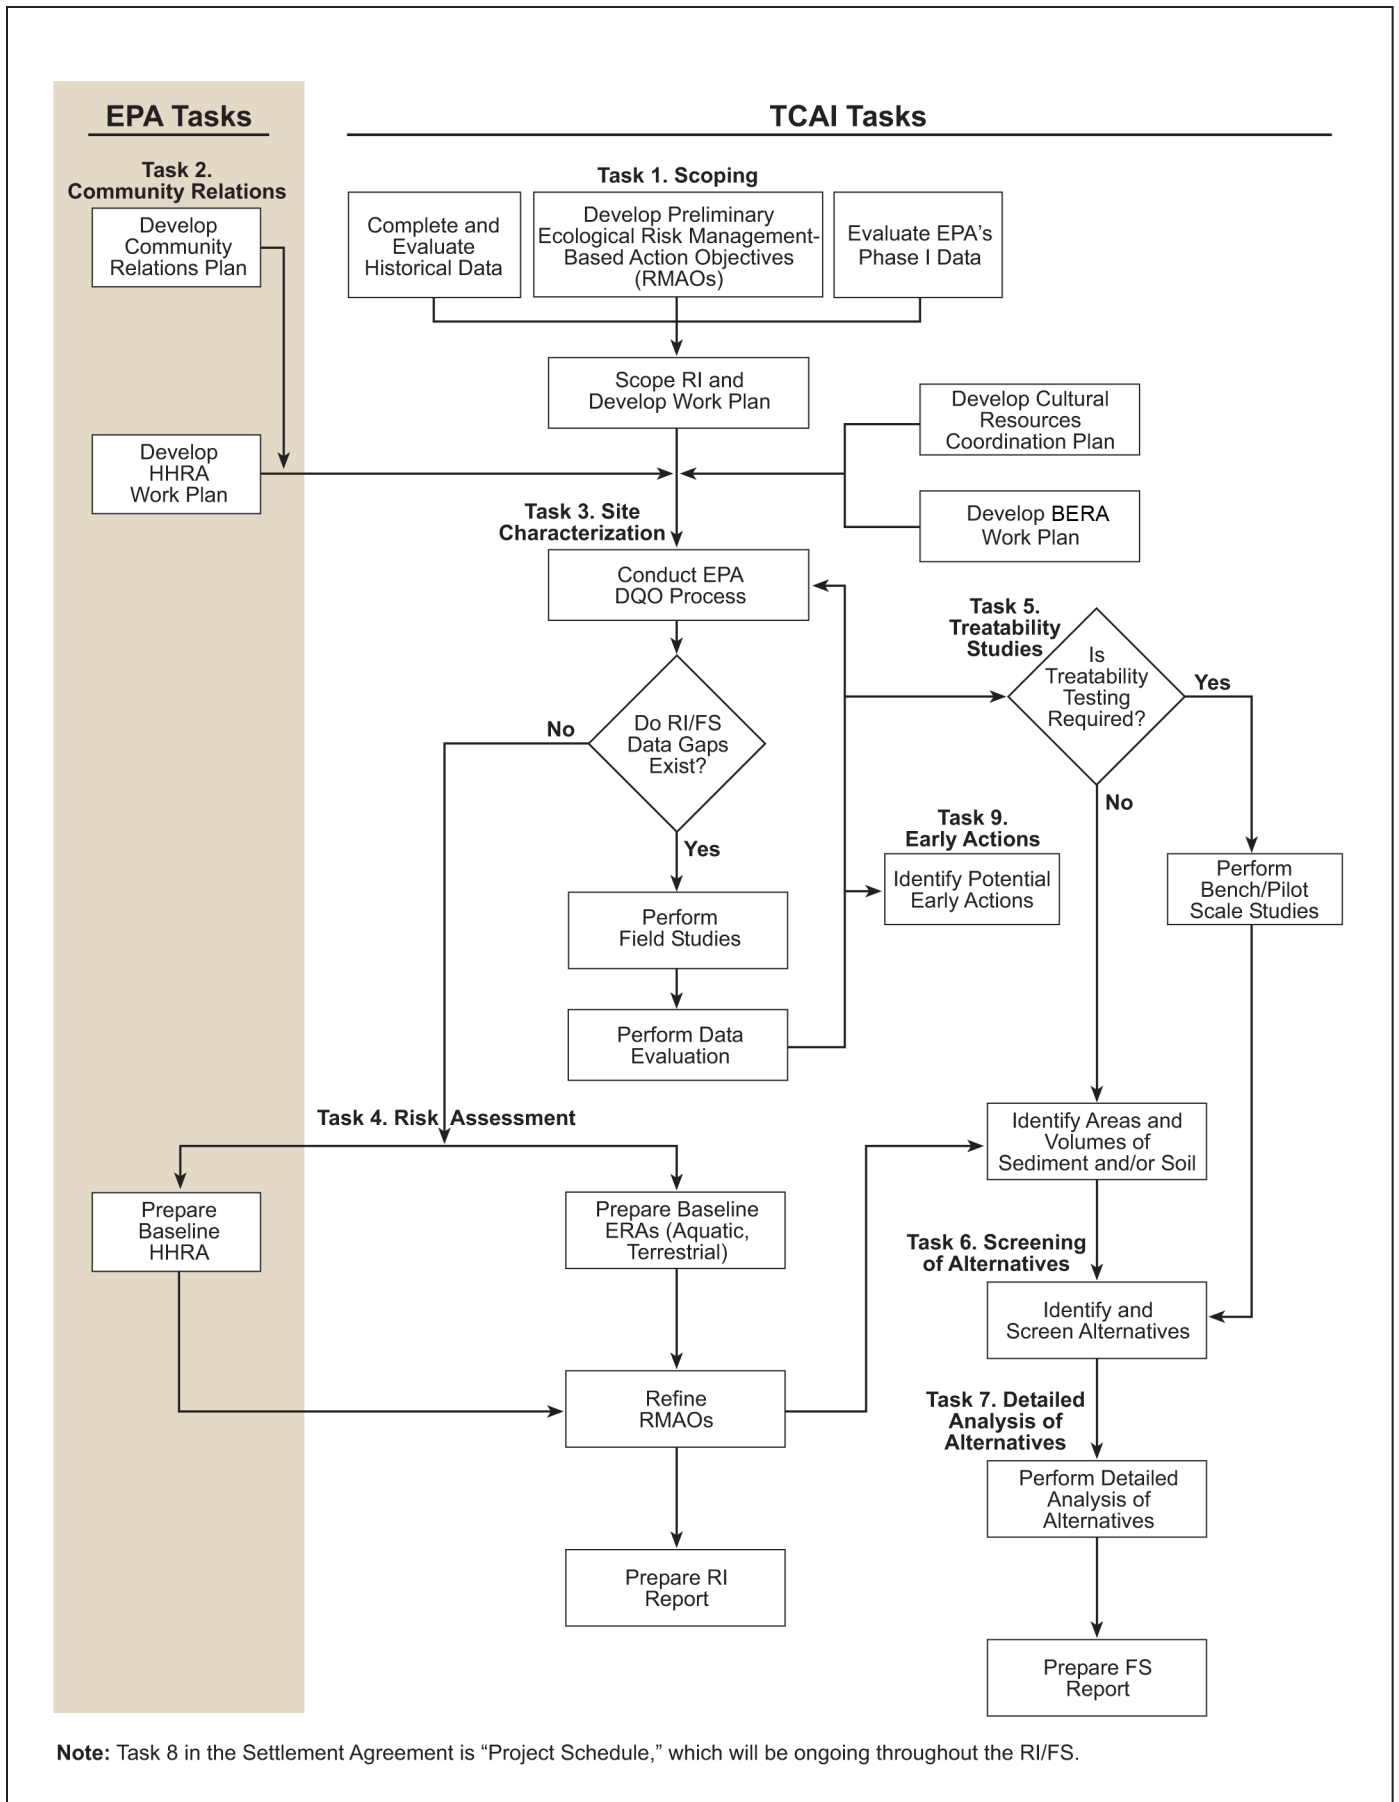 EPA Tasks
TCAI Tasks
Task 2.
Community Relations
Develop
Community
Relations Plan
Task 1. Scoping
Complete and
Evaluate
Historical Data
Develop Preliminary
Ecological Risk Management-
Based Action Objectives
(RMAOs)
Evaluate EPA’s
Phase I Data
Scope RI and
Develop Work Plan
Develop Cultural
Resources
Coordination Plan
Develop
HHRA
Work Plan
Develop BERA
Work Plan
Task 3. Site
Characterization
Conduct EPA
DQO Process
Task 5.
Treatability
Studies
Is
Treatability
Testing
Required?
Yes
No
Do RI/FS
Data Gaps
Exist?
No
Yes
Task 9.
Early Actions
Identify Potential
Early Actions
Perform
Bench/Pilot
Scale Studies
Perform
Field Studies
Perform Data
Evaluation
Task 4. Risk Assessment
Identify Areas and
Volumes of
Sediment and/or Soil
Prepare
Baseline
HHRA
Prepare Baseline
ERAs (Aquatic,
Terrestrial)
Task 6. Screening
of Alternatives
Identify and
Screen Alternatives
Refine
RMAOs
Task 7. Detailed
Analysis of
Alternatives
Perform Detailed
Analysis of
Alternatives
Prepare RI
Report
Prepare FS
Report
Note: Task 8 in the Settlement Agreement is “Project Schedule,” which will be ongoing throughout the RI/FS.